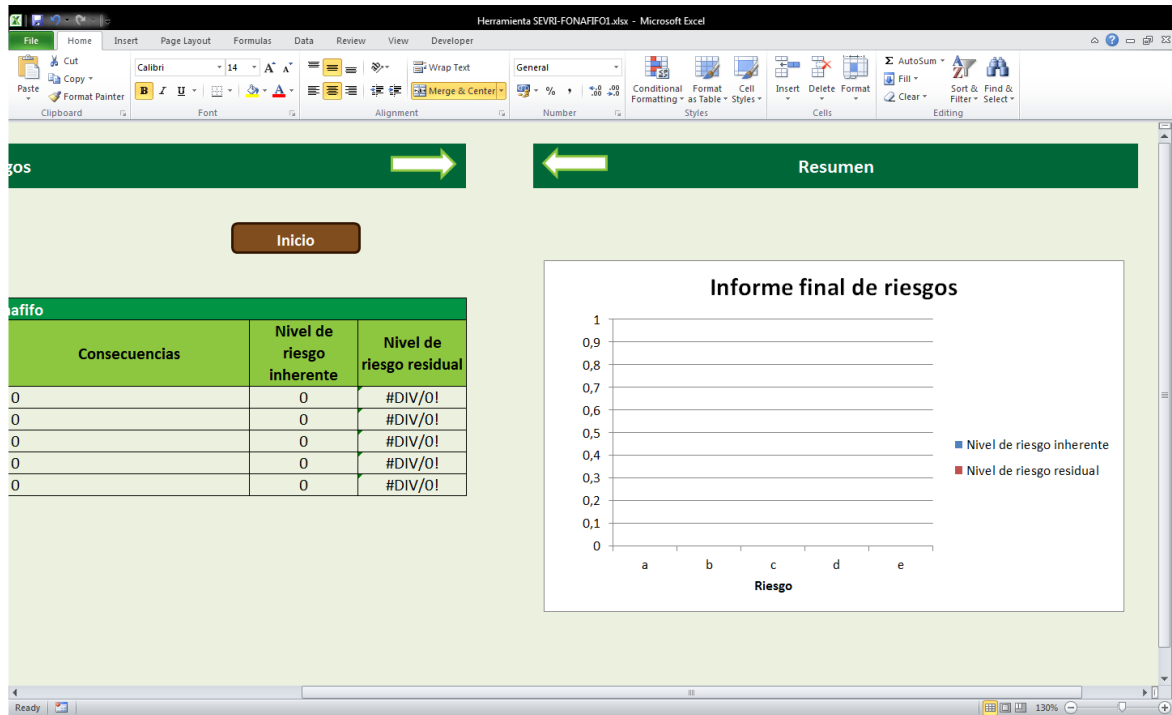 Herramienta SEVRI-FONAFIFO1.xlsx - Microsoft Excel
File Home Insert Page Layout Formulas Data Review View Developer
Paste
Cut
Copy
Format Painter
Clipboard
Calibri 14
B I U
Font
Wrap Text
Merge & Center
Alignment
General
% ,
Number
Conditional Formatting
Format as Table
Cell Styles
Styles
Insert Delete Format
Cells
Σ AutoSum
Fill
Clear
Sort & Filter
Find & Select
Editing
gos
Inicio
nafifo
Consecuencias
Nivel de
riesgo
inherente
Nivel de
riesgo residual
0 0 #DIV/0!
0 0 #DIV/0!
0 0 #DIV/0!
0 0 #DIV/0!
0 0 #DIV/0!
Resumen
Informe final de riesgos
1
0,9
0,8
0,7
0,6
0,5
0,4
0,3
0,2
0,1
0
a b c d e
Riesgo
Nivel de riesgo inherente
Nivel de riesgo residual
Ready
130%